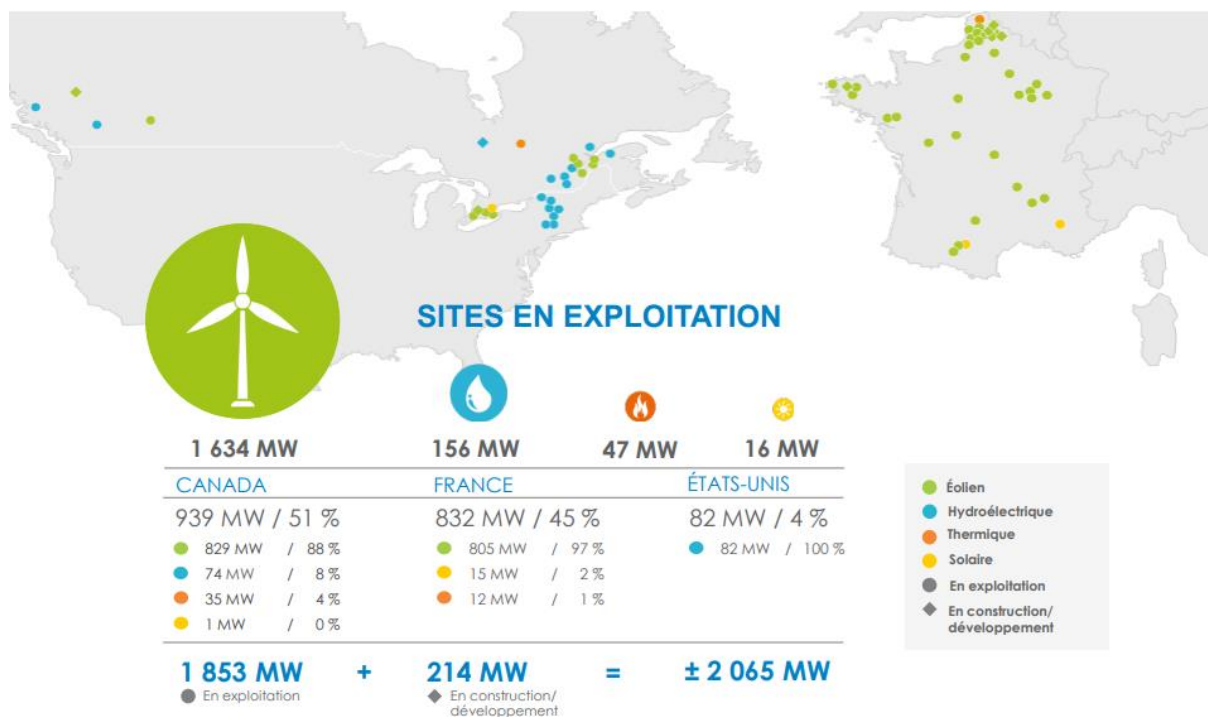 SITES EN EXPLOITATION
1 634 MW 156 MW 47 MW 16 MW
CANADA FRANCE ÉTATS-UNIS
939 MW / 51 % 832 MW / 45 % 82 MW / 4 %
829 MW / 88 % 805 MW / 97 % 82 MW / 100 %
74 MW / 8 % 15 MW / 2 %
35 MW / 4 % 12 MW / 1 %
1 MW / 0 %
1 853 MW + 214 MW = ± 2 065 MW
En exploitation En construction/
développement
Éolien
Hydroélectrique
Thermique
Solaire
En exploitation
En construction/
développement